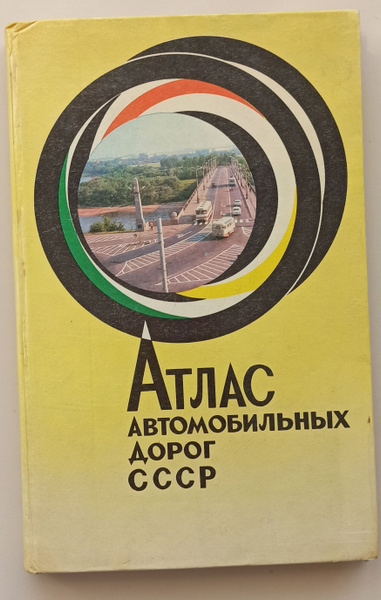 Атлас
автомобильных
дорог
СССР